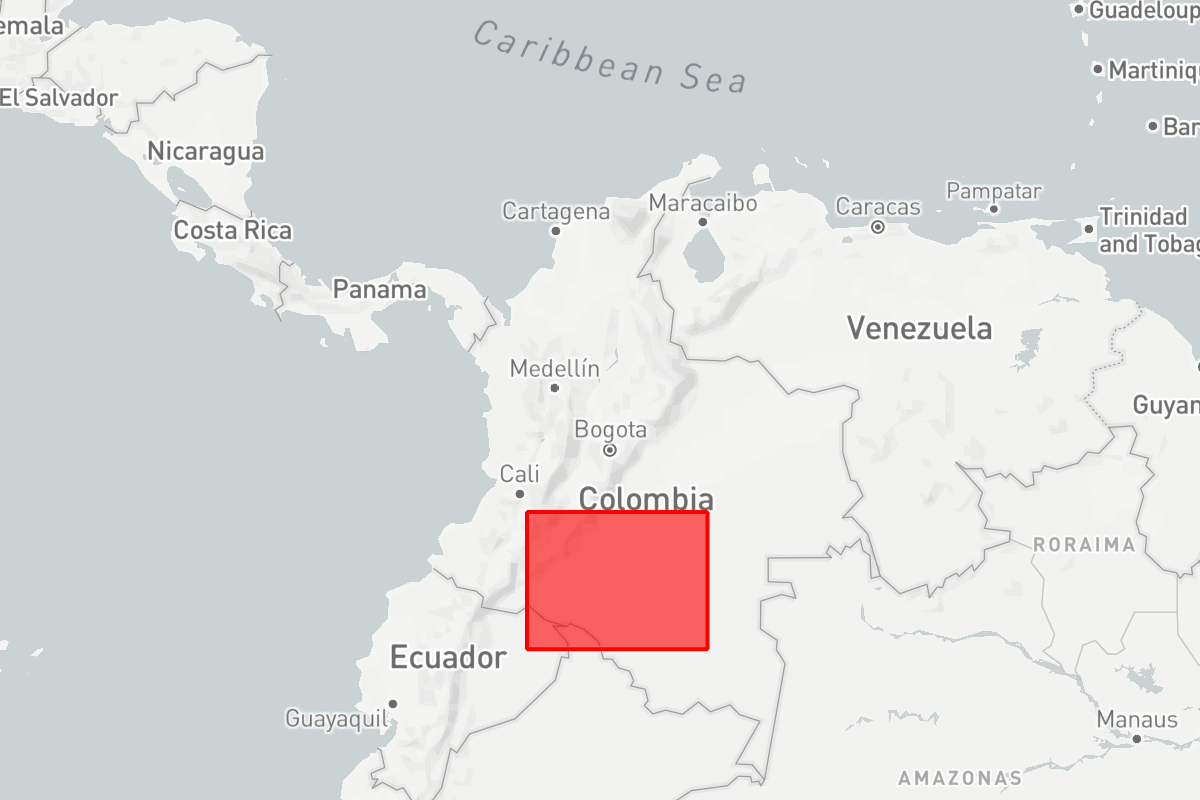 Guadeloup
emala
Caribbean Sea
Martiniqu
El Salvador
Bar
Nicaragua
Pampatar
Maracaibo
Cartagena
Caracas
Trinidad
and Tobag
Costa Rica
Panama
Venezuela
Medellín
Guyan
Bogota
Cali
Colombia
RORAIMA
Ecuador
Guayaquil
Manaus
AMAZONAS